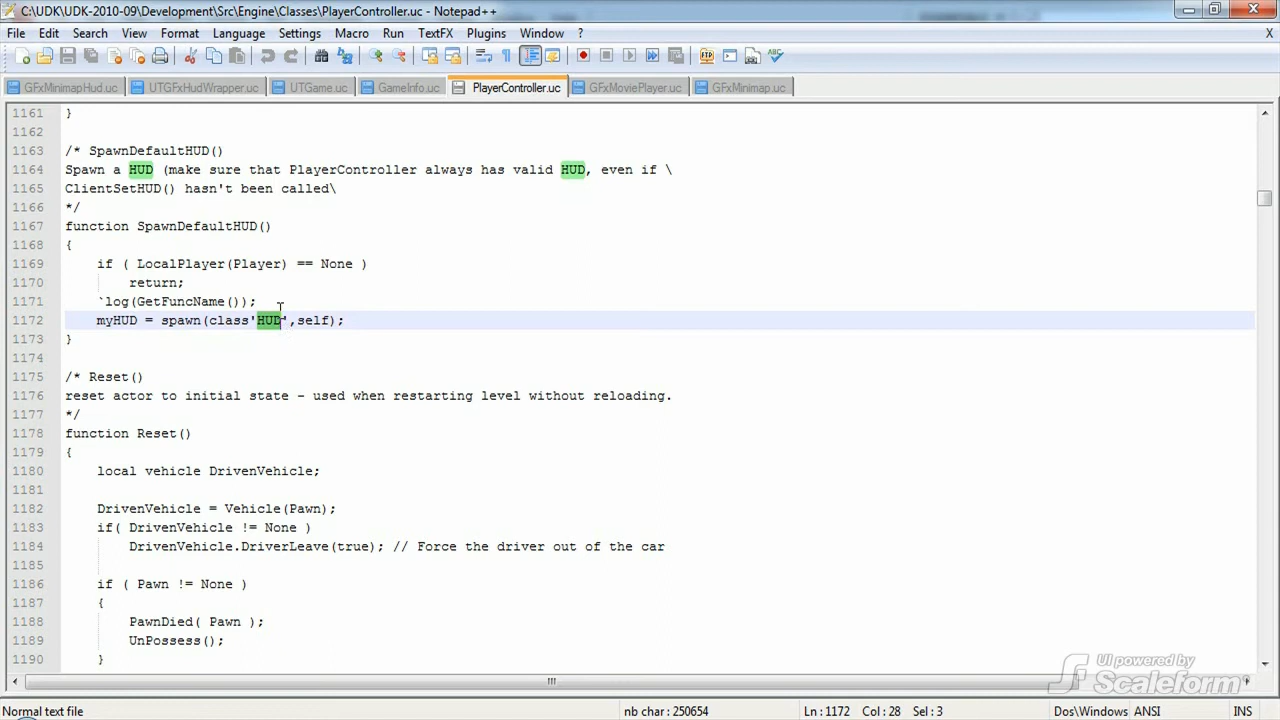 C:\UDK-2010-09\Development\Src\Engine\Classes\PlayerController.uc - Notepad++
File Edit Search View Format Language Settings Macro Run TextFX Plugins Window ? X
GFxMinimapHud.uc UTGFxHudWrapper.uc UTGame.uc GameInfo.uc PlayerController.uc GFxMoviePlayer.uc GFxMinimap.uc
1161 }
1162
1163 /* SpawnDefaultHUD()
1164 Spawn a HUD (make sure that PlayerController always has valid HUD, even if \
1165 ClientSetHUD() hasn't been called\
1166 */
1167 function SpawnDefaultHUD()
1168 {
1169 if ( LocalPlayer(Player) == None )
1170 return;
1171 `log(GetFuncName());
1172 myHUD = spawn(class'HUD',self);
1173 }
1174
1175 /* Reset()
1176 reset actor to initial state - used when restarting level without reloading.
1177 */
1178 function Reset()
1179 {
1180 local vehicle DrivenVehicle;
1181
1182 DrivenVehicle = Vehicle(Pawn);
1183 if( DrivenVehicle != None )
1184 DrivenVehicle.DriverLeave(true); // Force the driver out of the car
1185
1186 if ( Pawn != None )
1187 {
1188 PawnDied( Pawn );
1189 UnPossess();
1190 }
UI powered by
Scaleform
Normal text file nb char : 250654 Ln : 1172 Col : 28 Sel : 3 Dos\Windows ANSI INS